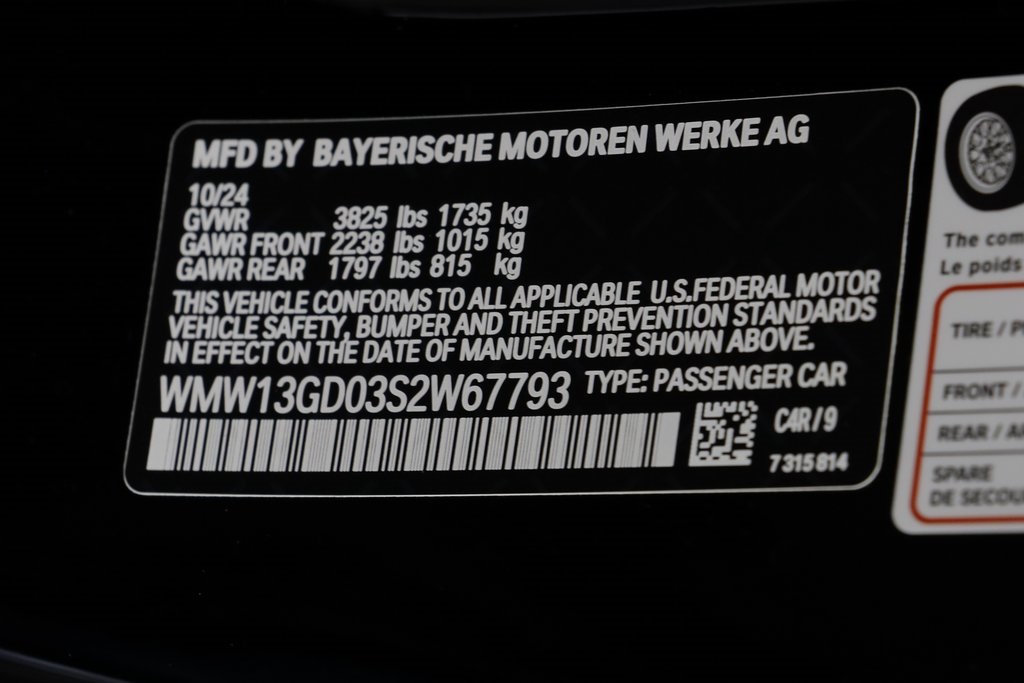 MFD BY BAYERISCHE MOTOREN WERKE AG
10/24
GVWR 3825 lbs 1735 kg
GAWR FRONT 2238 lbs 1015 kg
GAWR REAR 1797 lbs 815 kg
THIS VEHICLE CONFORMS TO ALL APPLICABLE U.S.FEDERAL MOTOR
VEHICLE SAFETY, BUMPER AND THEFT PREVENTION STANDARDS
IN EFFECT ON THE DATE OF MANUFACTURE SHOWN ABOVE.
WMW13GD03S2W67793 TYPE: PASSENGER CAR
C4R/9
7315814
The com
Le poids
TIRE / P
FRONT /
REAR / A
SPARE
DE SECOU